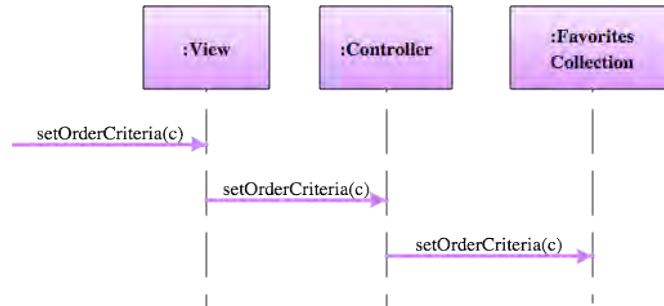 :View
:Controller
:Favorites
Collection
setOrderCriteria(c)
setOrderCriteria(c)
setOrderCriteria(c)